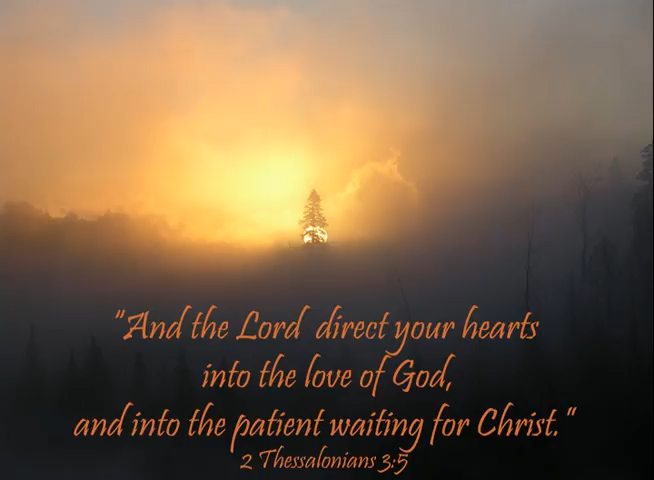 "And the Lord direct your hearts
into the love of God,
and into the patient waiting for Christ."
2 Thessalonians 3:5